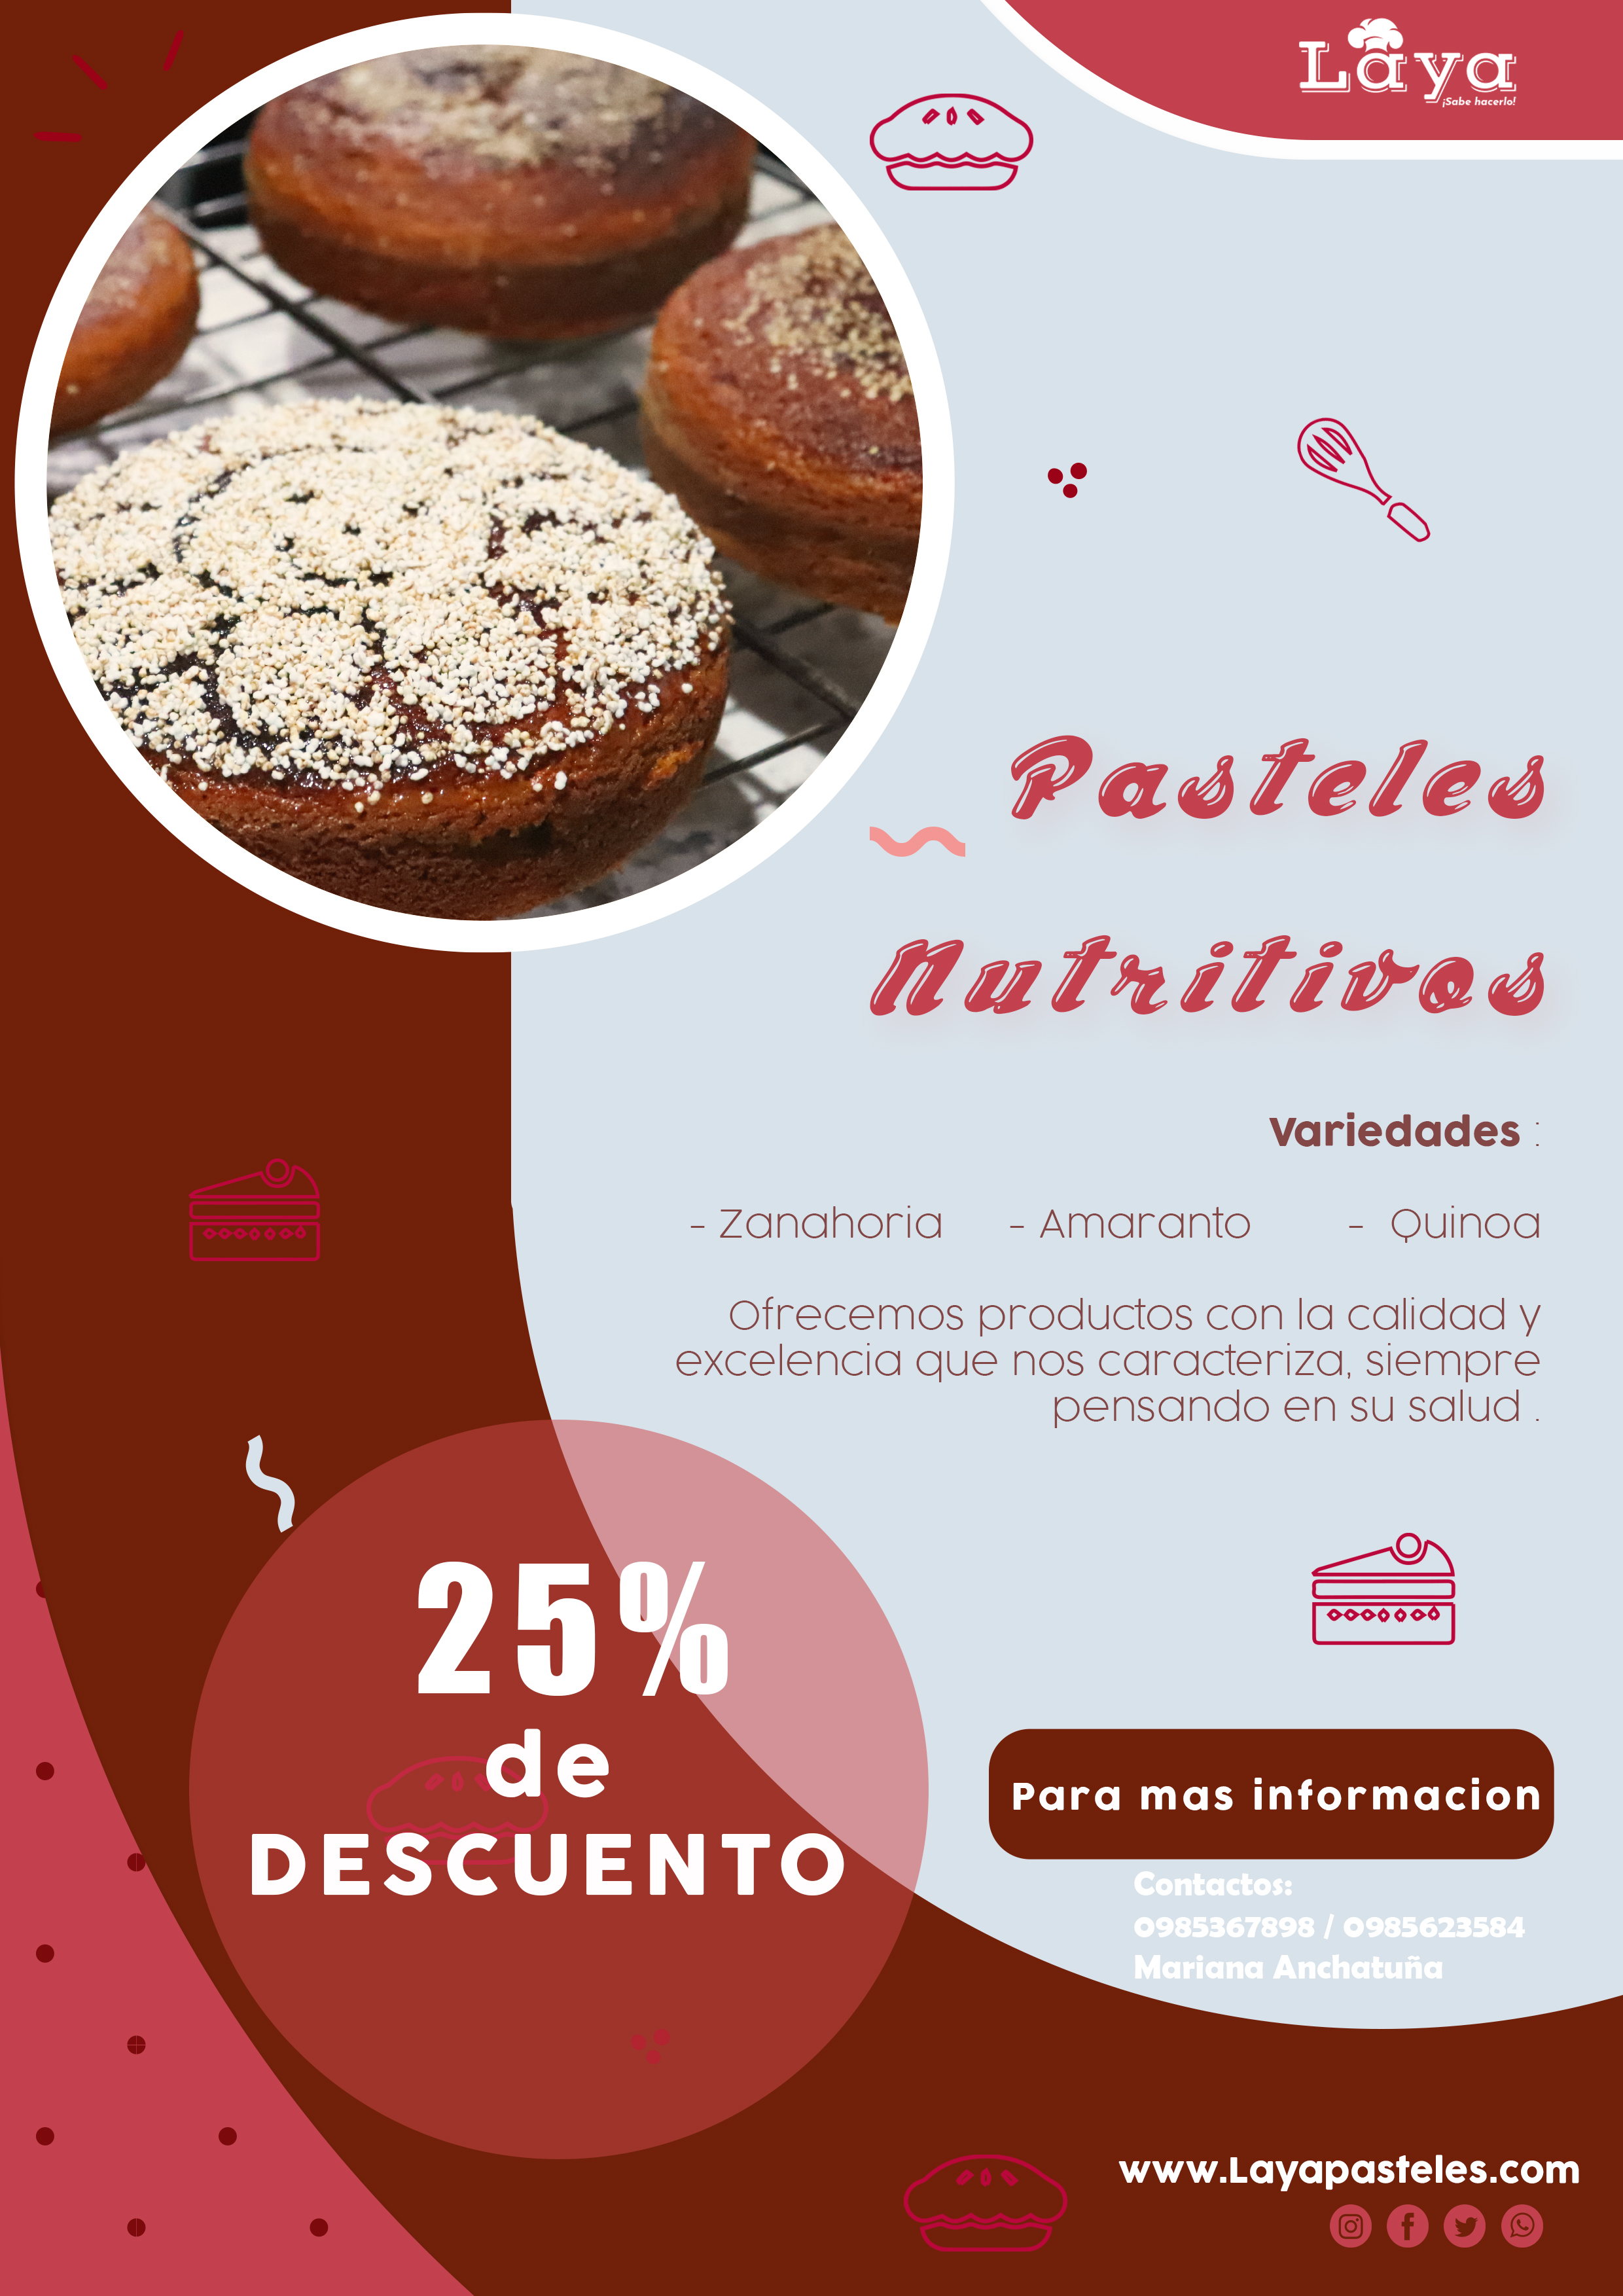 Laya
¡Sabe hacerlo!
Pasteles
Nutritivos
Variedades :
- Zanahoria - Amaranto - Quinoa
Ofrecemos productos con la calidad y
excelencia que nos caracteriza, siempre
pensando en su salud .
25%
de
DESCUENTO
Para mas informacion
Contactos:
0985367898 / 0985623584
Mariana Anchatuña
www.Layapasteles.com